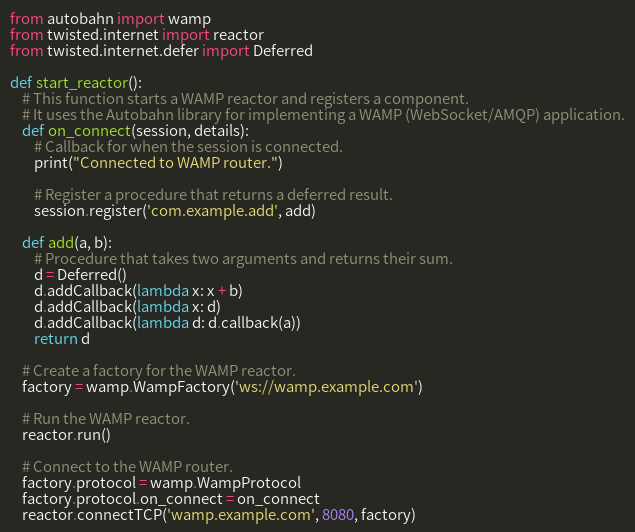 from autobahn import wamp
from twisted.internet import reactor
from twisted.internet.defer import Deferred

def start_reactor():
    # This function starts a WAMP reactor and registers a component.
    # It uses the Autobahn library for implementing a WAMP (WebSocket/AMQP) application.
    def on_connect(session, details):
        # Callback for when the session is connected.
        print("Connected to WAMP router.")

        # Register a procedure that returns a deferred result.
        session.register('com.example.add', add)

    def add(a, b):
        # Procedure that takes two arguments and returns their sum.
        d = Deferred()
        d.addCallback(lambda x: x + b)
        d.addCallback(lambda x: d)
        d.addCallback(lambda d: d.callback(a))
        return d

    # Create a factory for the WAMP reactor.
    factory = wamp.WampFactory('ws://wamp.example.com')

    # Run the WAMP reactor.
    reactor.run()

    # Connect to the WAMP router.
    factory.protocol = wamp.WampProtocol
    factory.protocol.on_connect = on_connect
    reactor.connectTCP('wamp.example.com', 8080, factory)